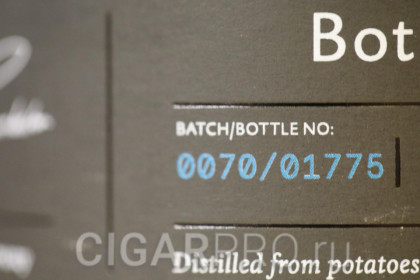 Bot
BATCH/BOTTLE NO:
0070/01775
CIGARPRO.ru
Distilled from potatoes